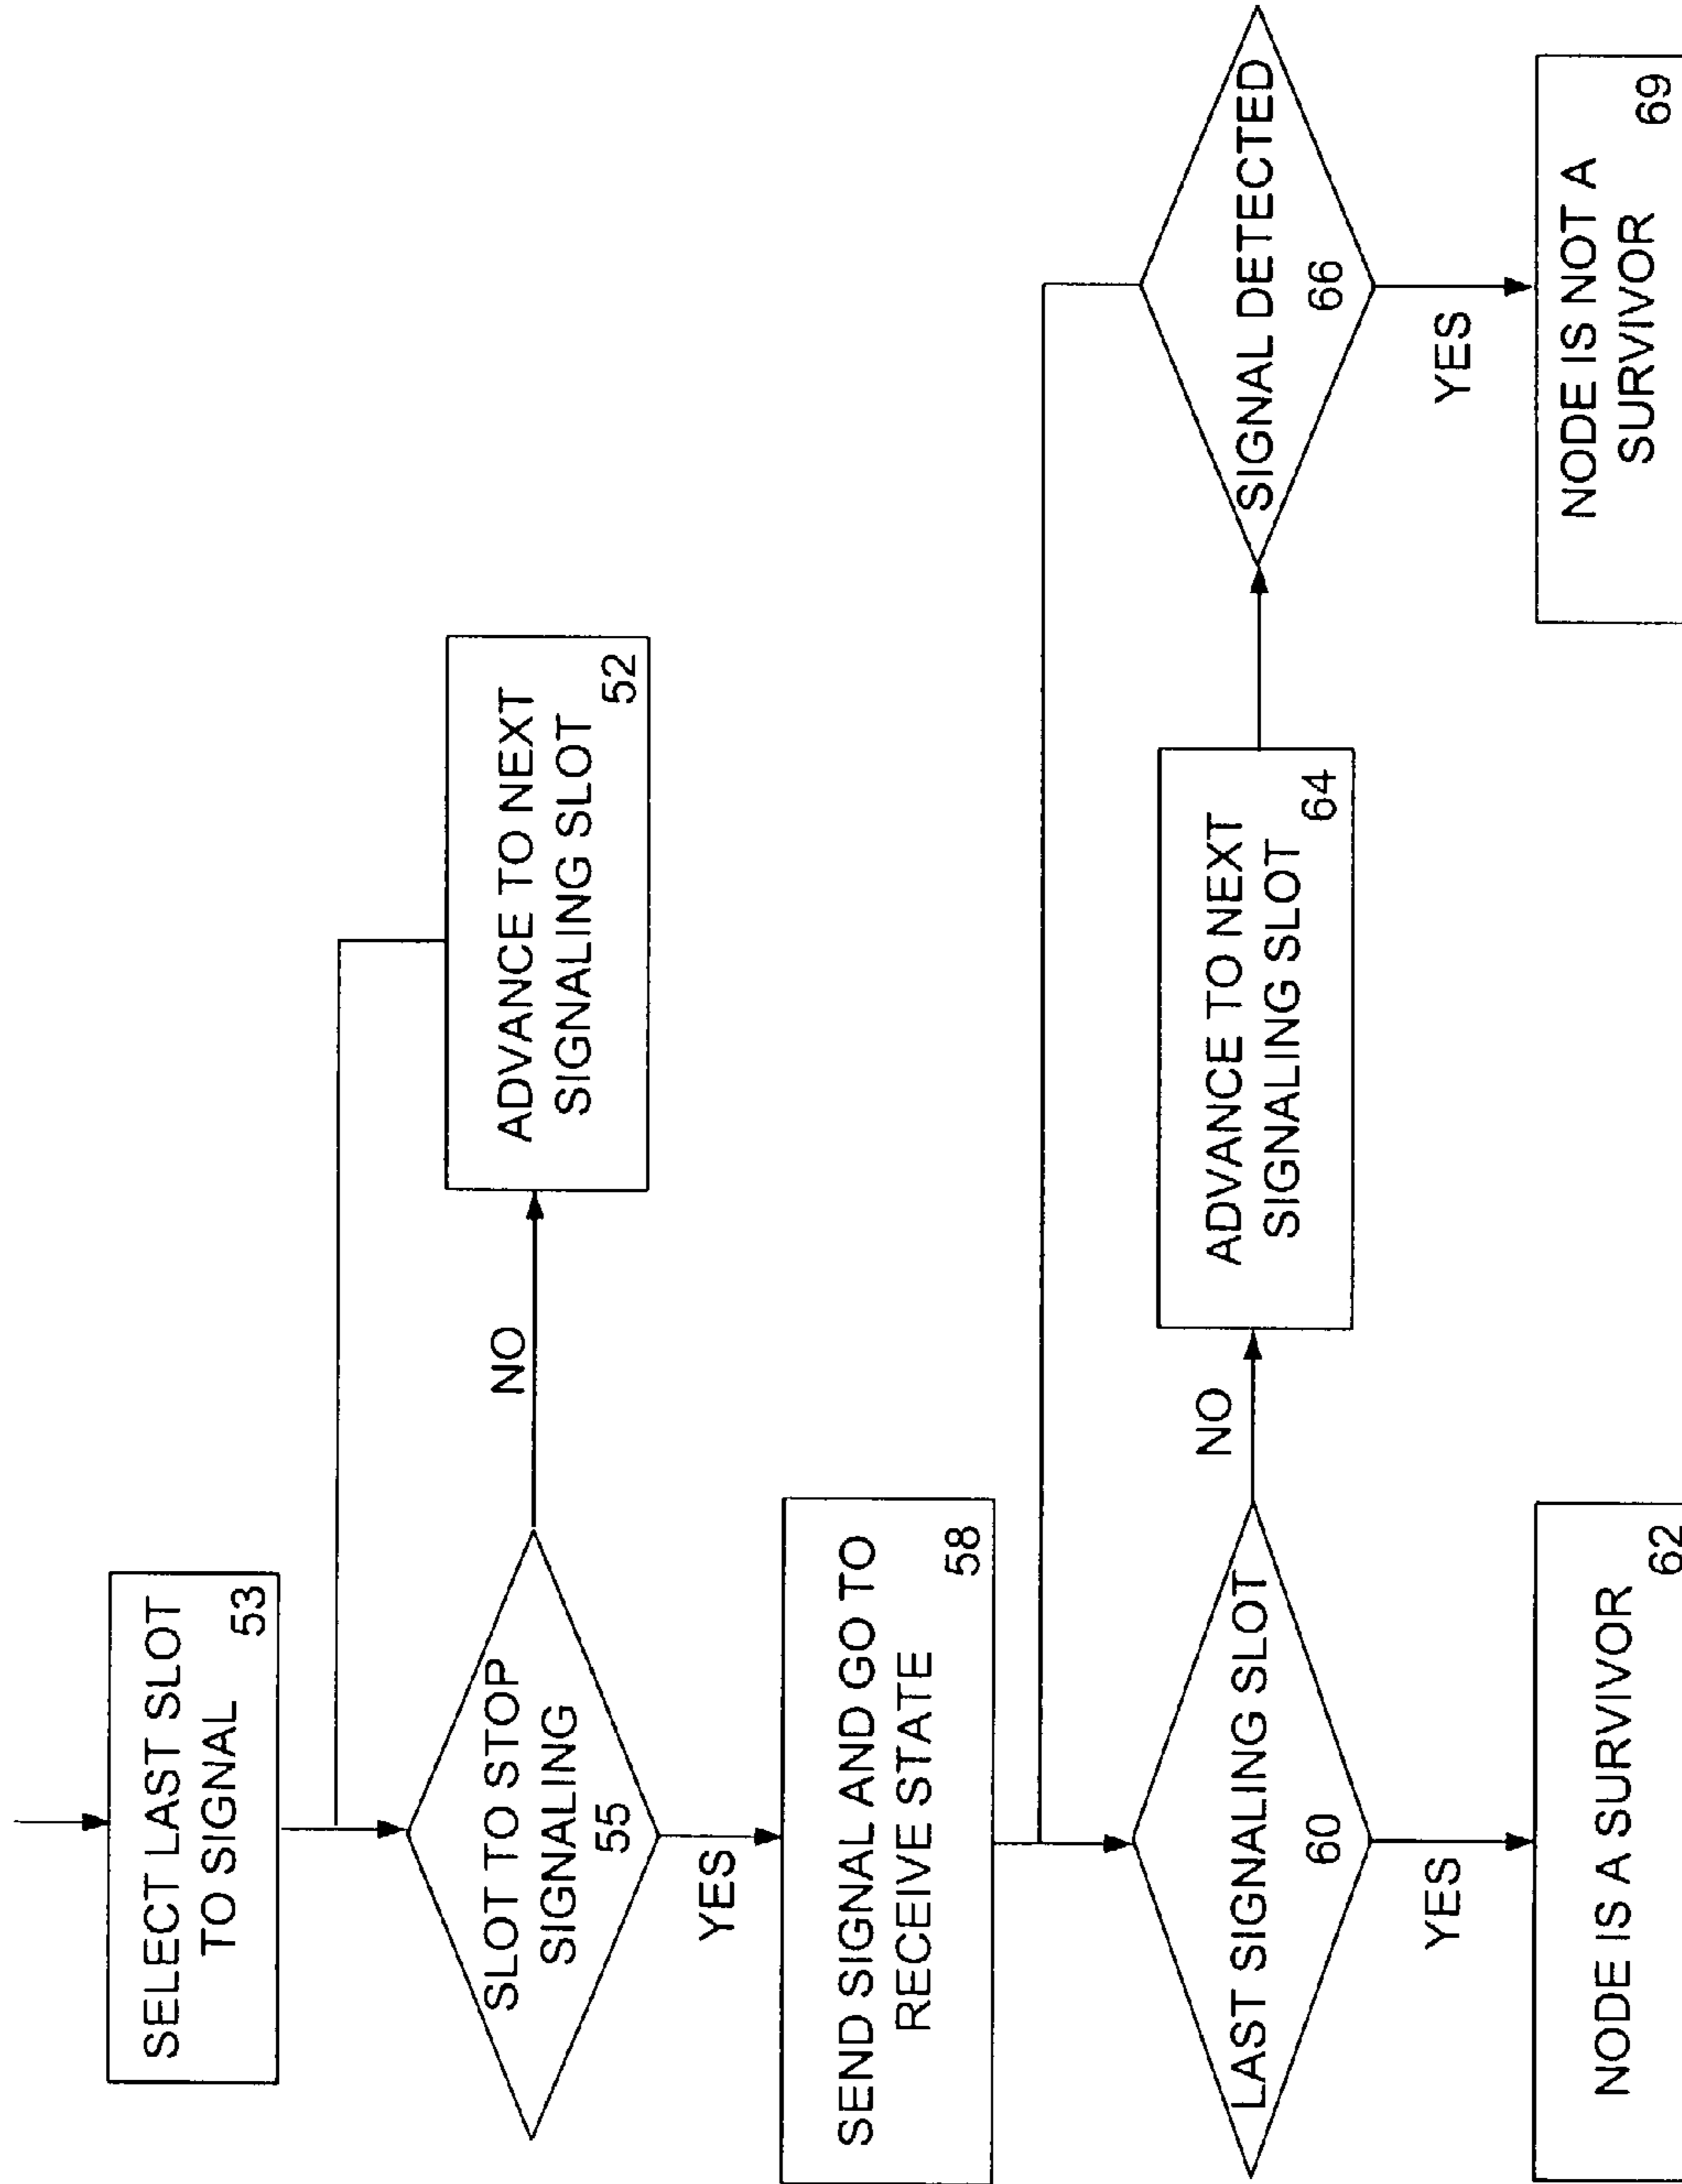 SELECT LAST SLOT
TO SIGNAL
53
SLOT TO STOP
SIGNALING
55
NO
ADVANCE TO NEXT
SIGNALING SLOT
52
YES
SEND SIGNAL AND GO TO
RECEIVE STATE
58
LAST SIGNALING SLOT
60
NO
ADVANCE TO NEXT
SIGNALING SLOT
64
SIGNAL DETECTED
66
YES
NODE IS A SURVIVOR
62
YES
NODE IS NOT A
SURVIVOR
69